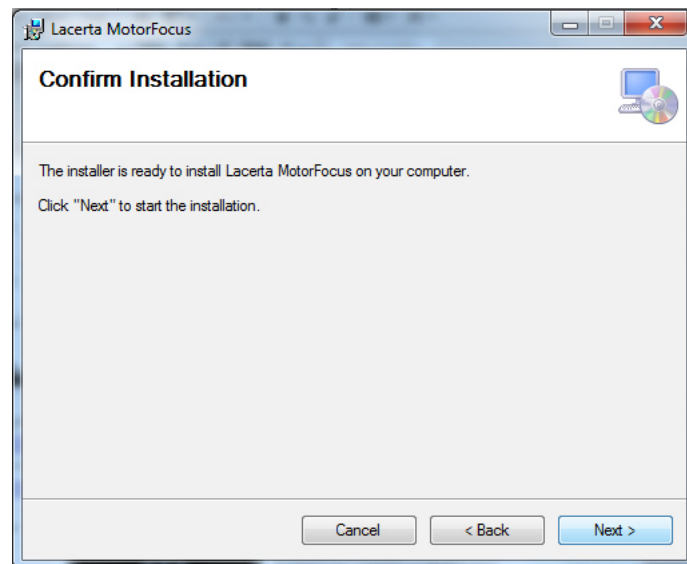 Lacerta MotorFocus
Confirm Installation
The installer is ready to install Lacerta MotorFocus on your computer.
Click "Next" to start the installation.
Cancel
< Back
Next >